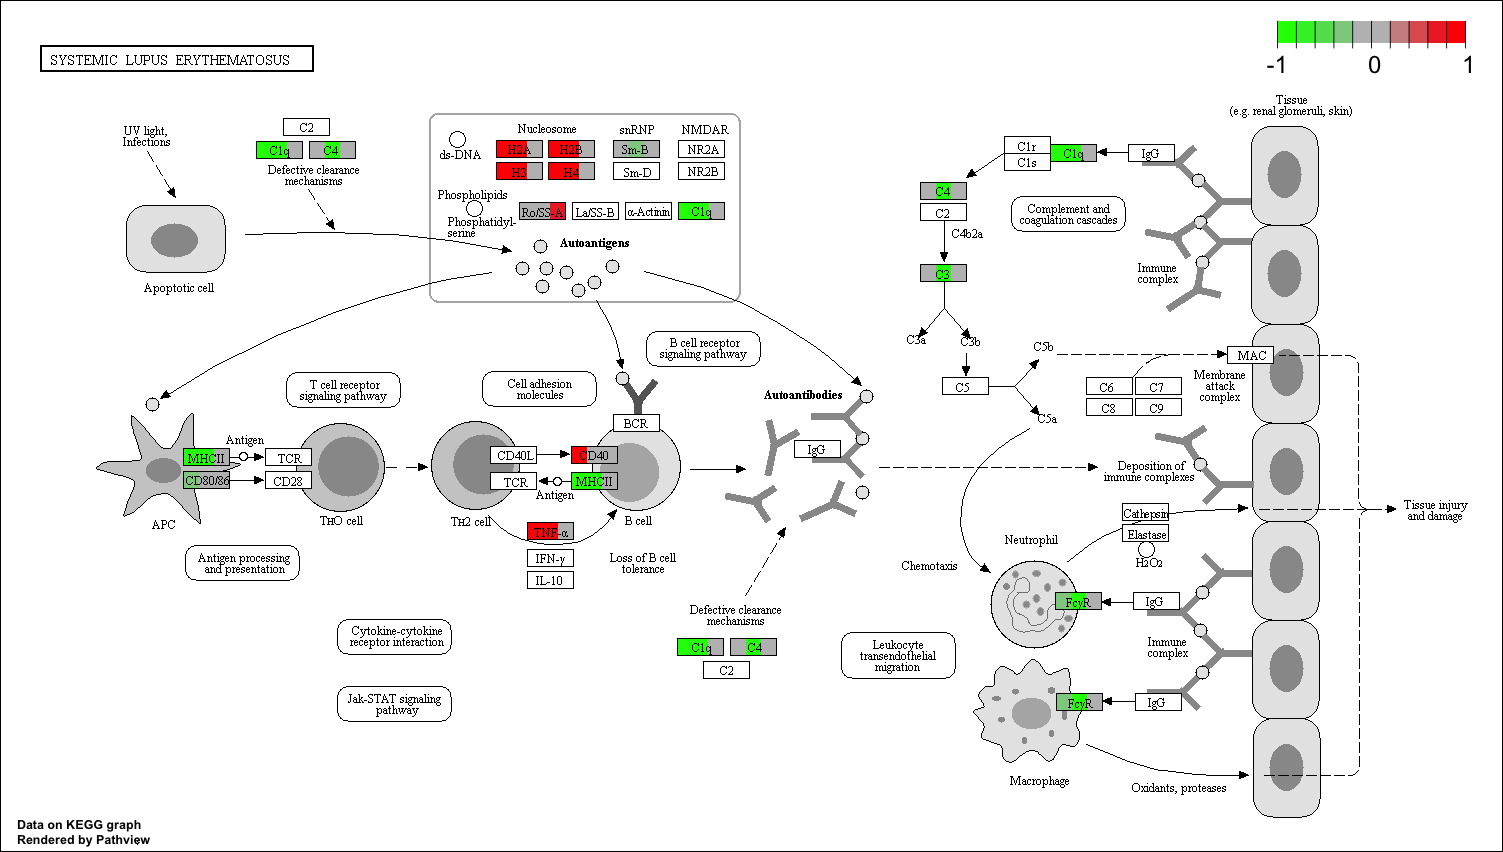 SYSTEMIC LUPUS ERYTHEMATOSUS
-1 0 1
UV light,
Infections
C2
C1q C4
Defective clearance
mechanisms
Apoptotic cell
ds-DNA
Nucleosome
H2A H2B
H3 H4
snRNP
Sm-B
Sm-D
NMDAR
NR2A
NR2B
Phospholipids
Phosphatidyl-
serine
Ro/SS-A La/SS-B α-Actinin C1q
Autoantigens
C1r
C1s
C1q
IgG
C4
C2
C4b2a
C3
C3a C3b
C5
C5b
C5a
Complement and
coagulation cascades
Immune
complex
Tissue
(e.g. renal glomeruli, skin)
MAC
Membrane
attack
complex
C6 C7
C8 C9
B cell receptor
signaling pathway
T cell receptor
signaling pathway
Cell adhesion
molecules
Autoantibodies
IgG
MHCII
CD80/86
Antigen
TCR
CD28
APC
TH0 cell
CD40L
TCR
Antigen
CD40
MHCII
BCR
TH2 cell
B cell
TNF-α
IFN-γ
IL-10
Loss of B cell
tolerance
Antigen processing
and presentation
Cytokine-cytokine
receptor interaction
Jak-STAT signaling
pathway
Defective clearance
mechanisms
C1q C4
C2
Leukocyte
transendothelial
migration
Deposition of
immune complexes
Cathepsin
Elastase
H2O2
Tissue injury
and damage
Neutrophil
Chemotaxis
FcγR
IgG
Immune
complex
FcγR
IgG
Macrophage
Oxidants, proteases
Data on KEGG graph
Rendered by Pathview